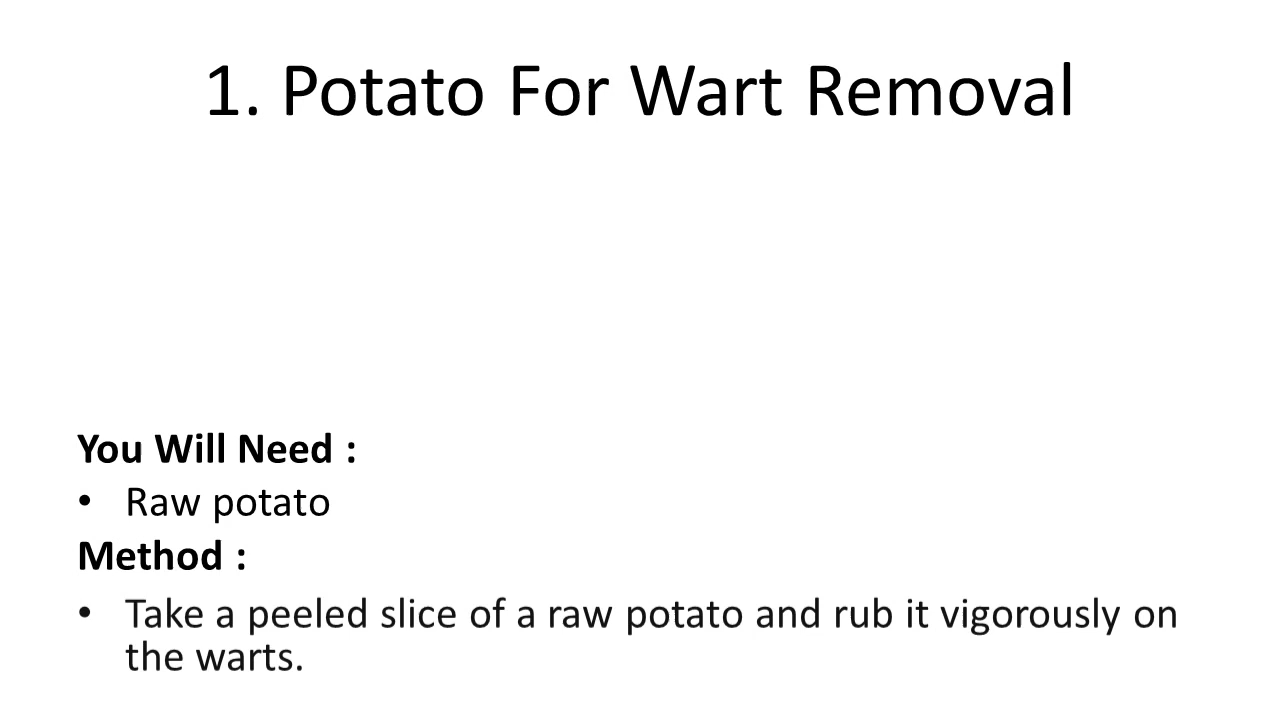 1. Potato For Wart Removal
You Will Need :
• Raw potato
Method :
• Take a peeled slice of a raw potato and rub it vigorously on
the warts.